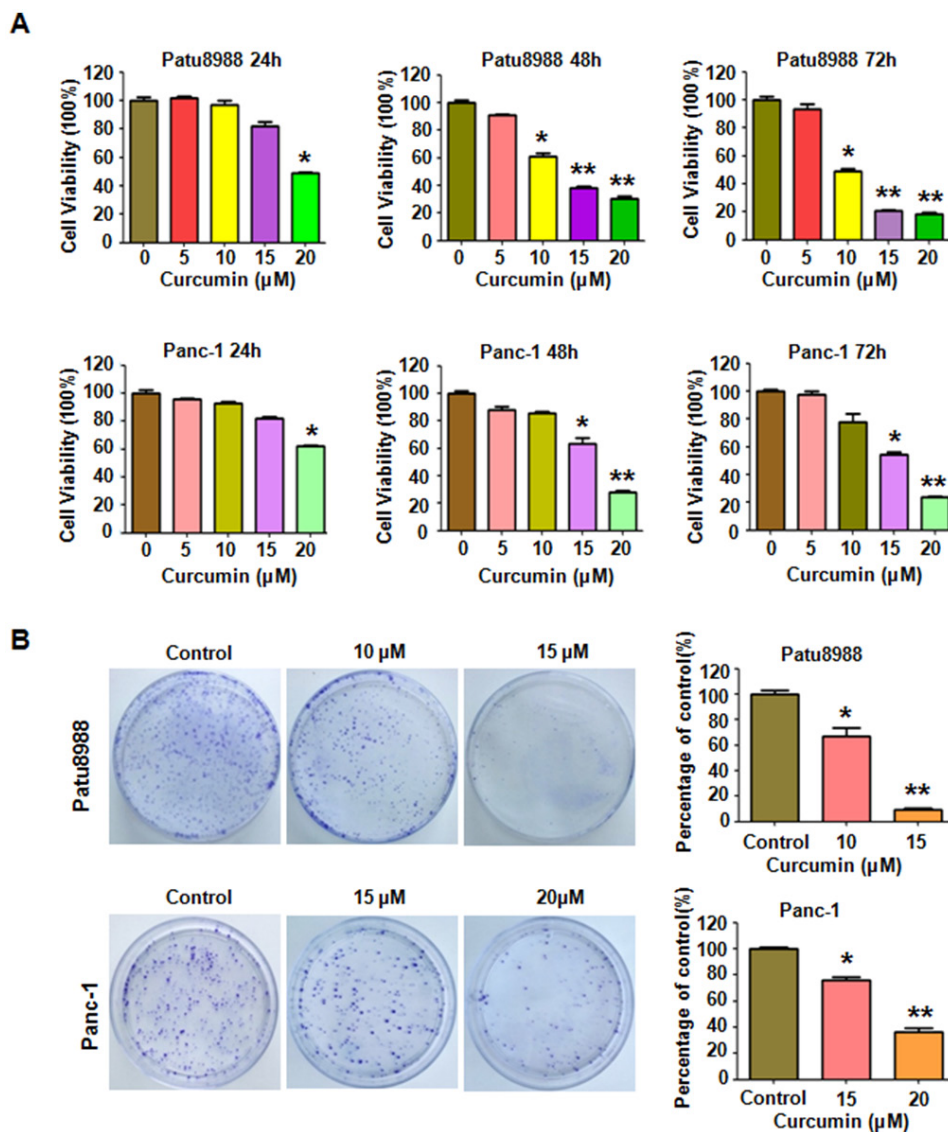 A
Patu8988 24h
Cell Viability (100%)
120
100
80
60
40
20
0
*
0 5 10 15 20
Curcumin (µM)
Patu8988 48h
Cell Viability (100%)
120
100
80
60
40
20
0
* ** **
0 5 10 15 20
Curcumin (µM)
Patu8988 72h
Cell Viability (100%)
120
100
80
60
40
20
0
* ** **
0 5 10 15 20
Curcumin (µM)
Panc-1 24h
Cell Viability (100%)
120
100
80
60
40
20
0
*
0 5 10 15 20
Curcumin (µM)
Panc-1 48h
Cell Viability (100%)
120
100
80
60
40
20
0
* **
0 5 10 15 20
Curcumin (µM)
Panc-1 72h
Cell Viability (100%)
120
100
80
60
40
20
0
* **
0 5 10 15 20
Curcumin (µM)
B
Control 10 µM 15 µM
Patu8988
Patu8988
Percentage of control(%)
120
100
80
60
40
20
0
* **
Control 10 15
Curcumin (µM)
Control 15 µM 20µM
Panc-1
Panc-1
Percentage of control(%)
120
100
80
60
40
20
0
* **
Control 15 20
Curcumin (µM)